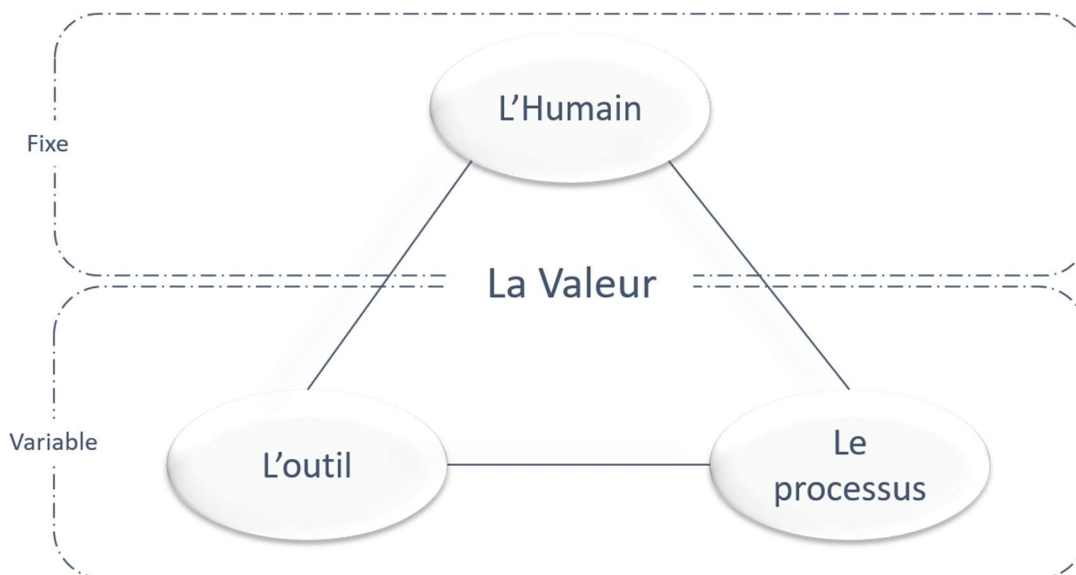 L’Humain
Fixe
La Valeur
Variable
L’outil
Le
processus